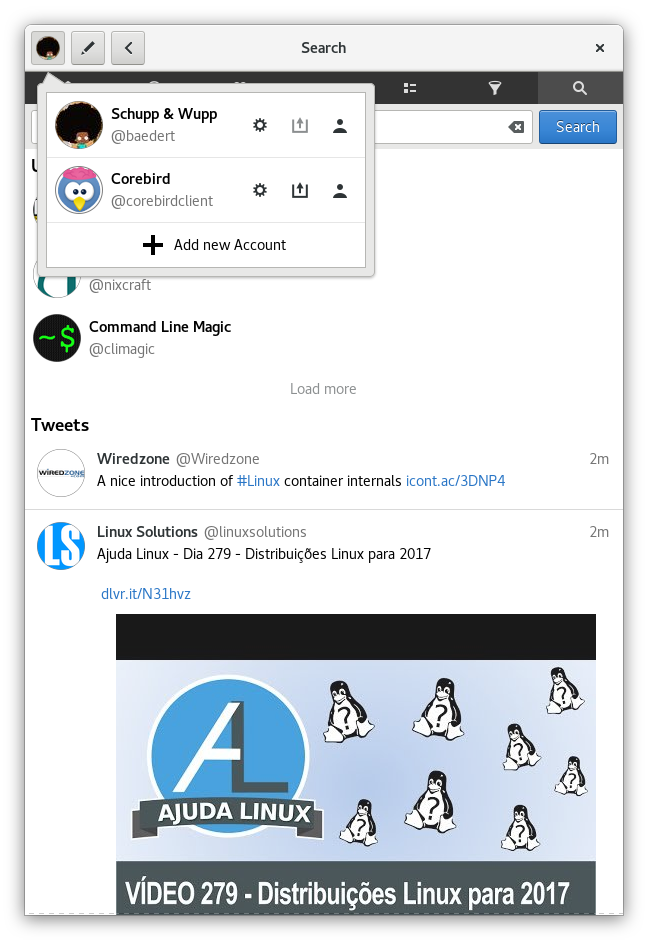 Search
Schupp & Wupp
@baedert
Search
Corebird
@corebirdclient
Add new Account
@nixcraft
~$
Command Line Magic
@climagic
Load more
Tweets
WIREDZONE
Wiredzone @Wiredzone 2m
A nice introduction of #Linux container internals icont.ac/3DNP4
LS
Linux Solutions @linuxsolutions 2m
Ajuda Linux - Dia 279 - Distribuições Linux para 2017
dlvr.it/N31hvz
AL
AJUDA LINUX
? ? ? ? ? ? ? ?
VÍDEO 279 - Distribuições Linux para 2017